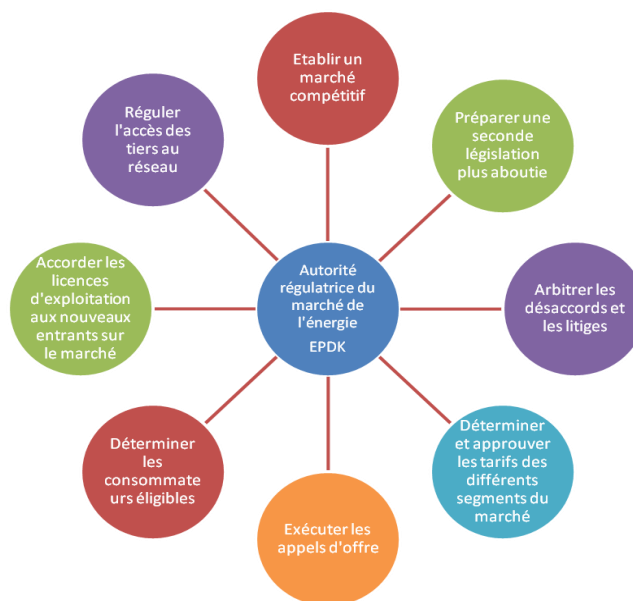 Etablir un
marché
compétitif
Préparer une
seconde
législation
plus aboutie
Arbitrer les
désaccords et
les litiges
Déterminer
et approuver
les tarifs des
différents
segments du
marché
Exécuter les
appels d'offre
Déterminer
les
consommate
urs éligibles
Accorder les
licences
d'exploitation
aux nouveaux
entrants sur
le marché
Réguler
l'accès des
tiers au
réseau
Autorité
régulatrice du
marché de
l'énergie
EPDK